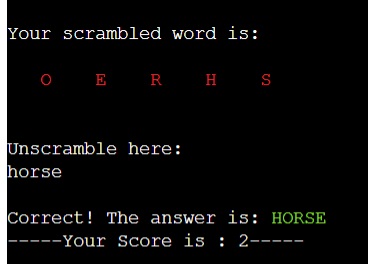 Your scrambled word is:
O E R H S
Unscramble here:
horse
Correct! The answer is: HORSE
-----Your Score is : 2-----